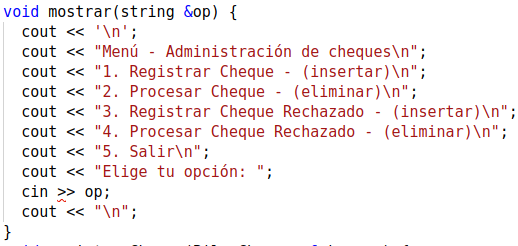 void mostrar(string &op) {
  cout << '\n';
  cout << "Menú - Administración de cheques\n";
  cout << "1. Registrar Cheque - (insertar)\n";
  cout << "2. Procesar Cheque - (eliminar)\n";
  cout << "3. Registrar Cheque Rechazado - (insertar)\n";
  cout << "4. Procesar Cheque Rechazado - (eliminar)\n";
  cout << "5. Salir\n";
  cout << "Elige tu opción: ";
  cin >> op;
  cout << "\n";
}